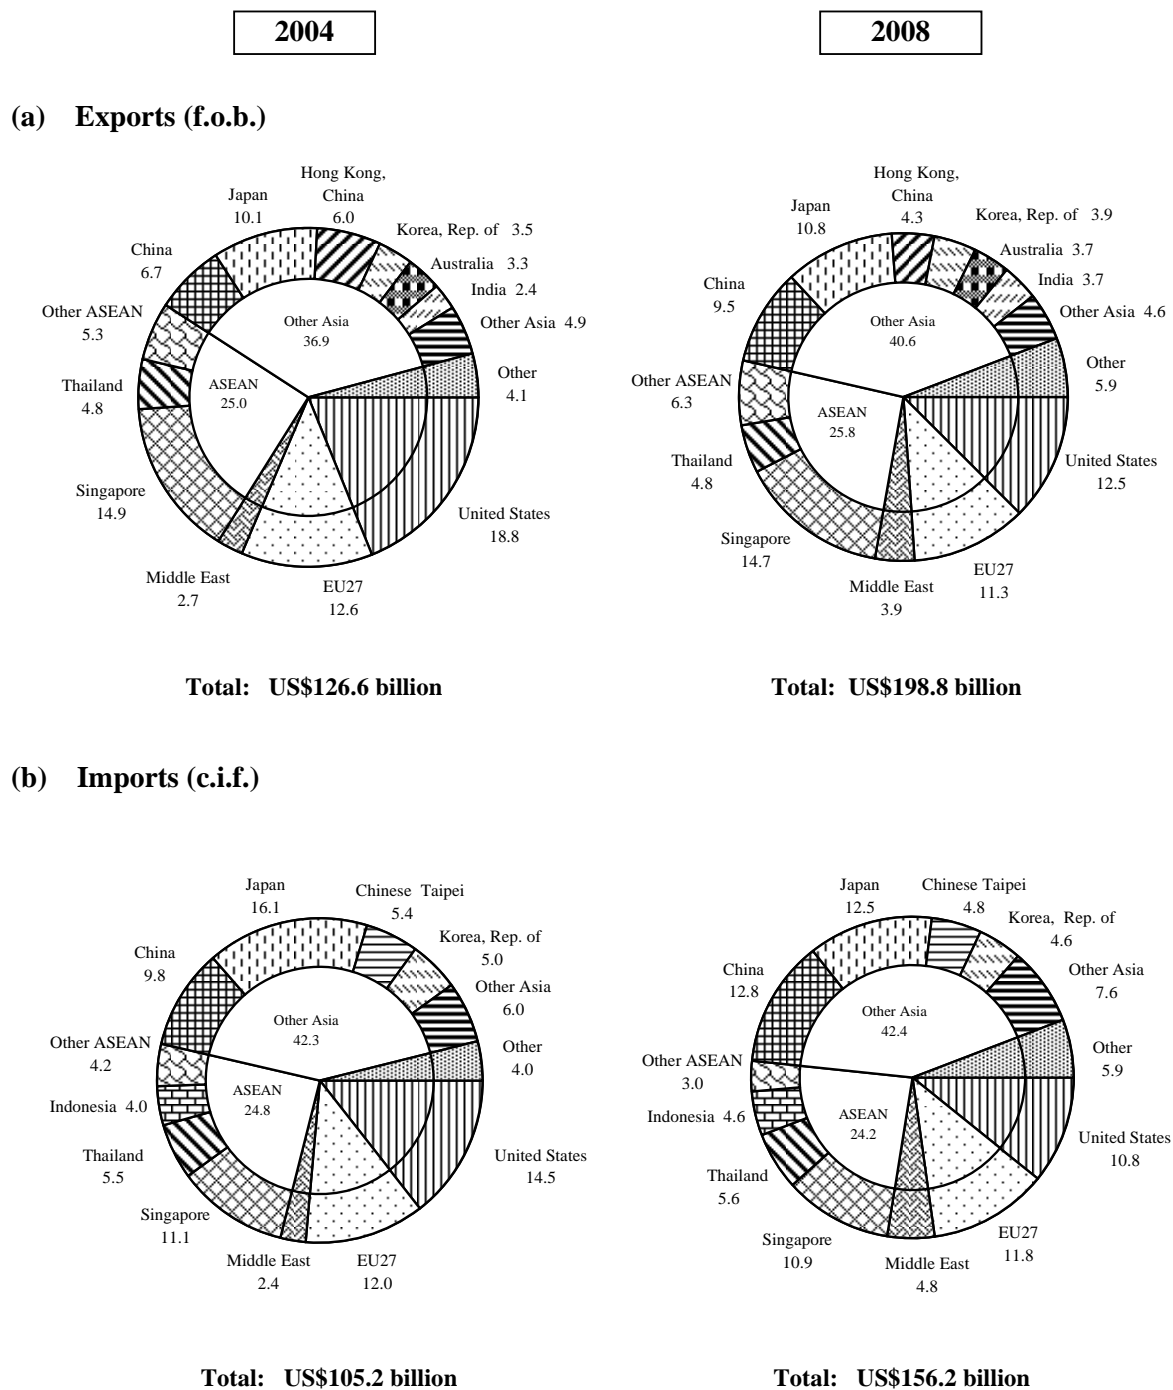 2004
2008
(a) Exports (f.o.b.)
Hong Kong,
China
6.0
Japan
10.1
Korea, Rep. of 3.5
Australia 3.3
India 2.4
Other Asia 4.9
Other
4.1
United States
18.8
EU27
12.6
Middle East
2.7
Singapore
14.9
Thailand
4.8
Other ASEAN
5.3
China
6.7
Other Asia
36.9
ASEAN
25.0
Total: US$126.6 billion
Hong Kong,
China
4.3
Japan
10.8
Korea, Rep. of 3.9
Australia 3.7
India 3.7
Other Asia 4.6
Other
5.9
United States
12.5
EU27
11.3
Middle East
3.9
Singapore
14.7
Thailand
4.8
Other ASEAN
6.3
China
9.5
Other Asia
40.6
ASEAN
25.8
Total: US$198.8 billion
(b) Imports (c.i.f.)
Japan
16.1
Chinese Taipei
5.4
Korea, Rep. of
5.0
Other Asia
6.0
Other
4.0
United States
14.5
EU27
12.0
Middle East
2.4
Singapore
11.1
Thailand
5.5
Indonesia 4.0
Other ASEAN
4.2
China
9.8
Other Asia
42.3
ASEAN
24.8
Total: US$105.2 billion
Japan
12.5
Chinese Taipei
4.8
Korea, Rep. of
4.6
Other Asia
7.6
Other
5.9
United States
10.8
EU27
11.8
Middle East
4.8
Singapore
10.9
Thailand
5.6
Indonesia 4.6
Other ASEAN
3.0
China
12.8
Other Asia
42.4
ASEAN
24.2
Total: US$156.2 billion